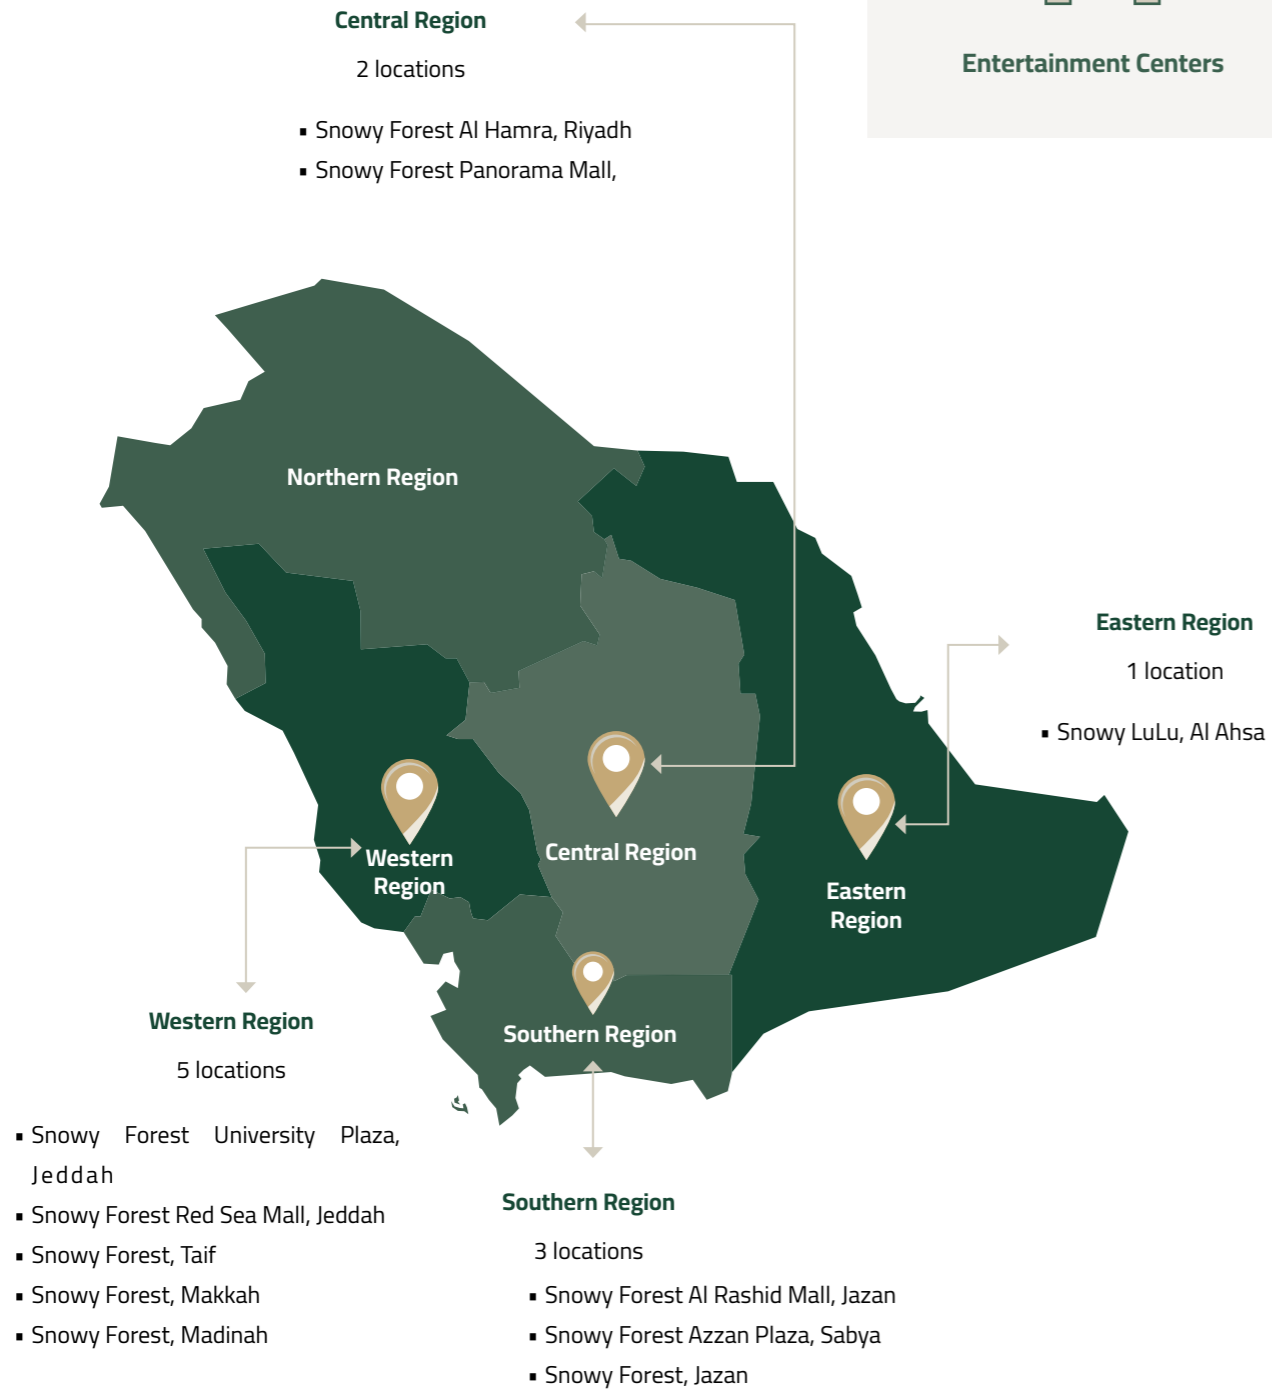 Central Region
2 locations
▪ Snowy Forest Al Hamra, Riyadh
▪ Snowy Forest Panorama Mall,
Entertainment Centers
Northern Region
Western
Region
Central Region
Eastern
Region
Southern Region
Eastern Region
1 location
▪ Snowy LuLu, Al Ahsa
Western Region
5 locations
▪ Snowy Forest University Plaza,
Jeddah
▪ Snowy Forest Red Sea Mall, Jeddah
▪ Snowy Forest, Taif
▪ Snowy Forest, Makkah
▪ Snowy Forest, Madinah
Southern Region
3 locations
▪ Snowy Forest Al Rashid Mall, Jazan
▪ Snowy Forest Azzan Plaza, Sabya
▪ Snowy Forest, Jazan